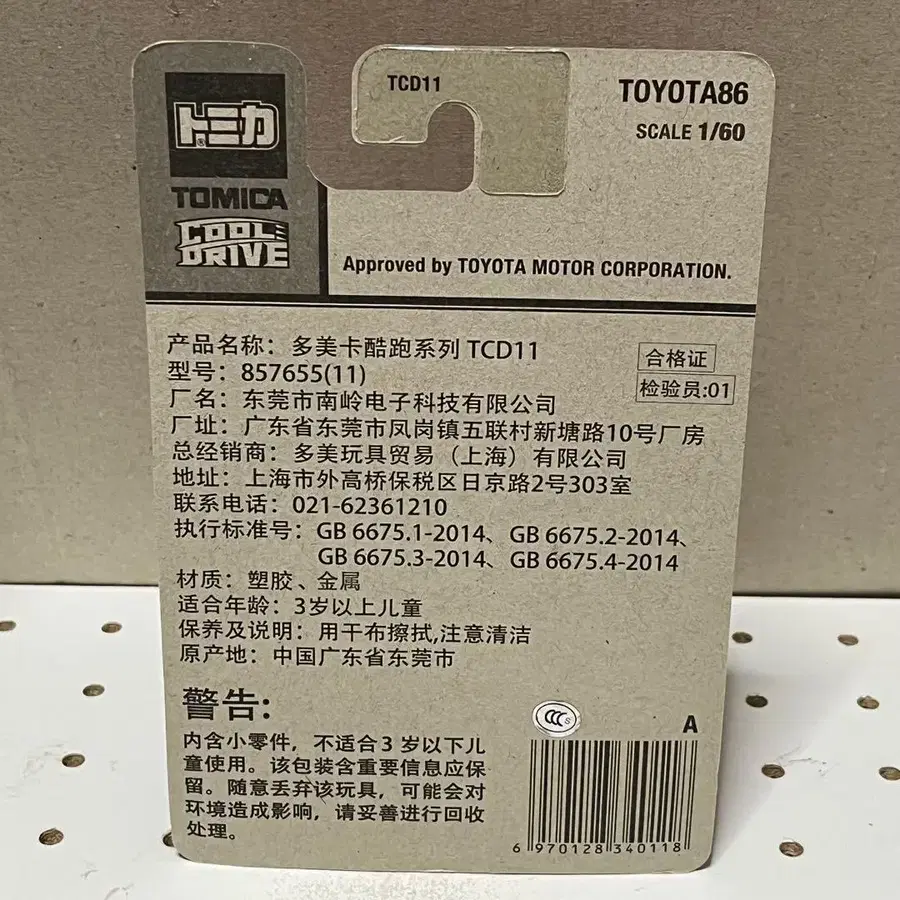 トミカ
TOMICA
COOL DRIVE
TCD11
TOYOTA86
SCALE 1/60
Approved by TOYOTA MOTOR CORPORATION.
产品名称：多美卡酷跑系列 TCD11
型号：857655(11)
合格证
检验员:01
厂名：东莞市南岭电子科技有限公司
厂址：广东省东莞市凤岗镇五联村新塘路10号厂房
总经销商：多美玩具贸易（上海）有限公司
地址：上海市外高桥保税区日京路2号303室
联系电话：021-62361210
执行标准号：GB 6675.1-2014、GB 6675.2-2014、
GB 6675.3-2014、GB 6675.4-2014
材质：塑胶、金属
适合年龄：3岁以上儿童
保养及说明：用干布擦拭,注意清洁
原产地：中国广东省东莞市
警告:
内含小零件，不适合3 岁以下儿
童使用。该包装含重要信息应保
留。随意丢弃该玩具，可能会对
环境造成影响，请妥善进行回收
处理。
CCC S
A
6 970128 340118